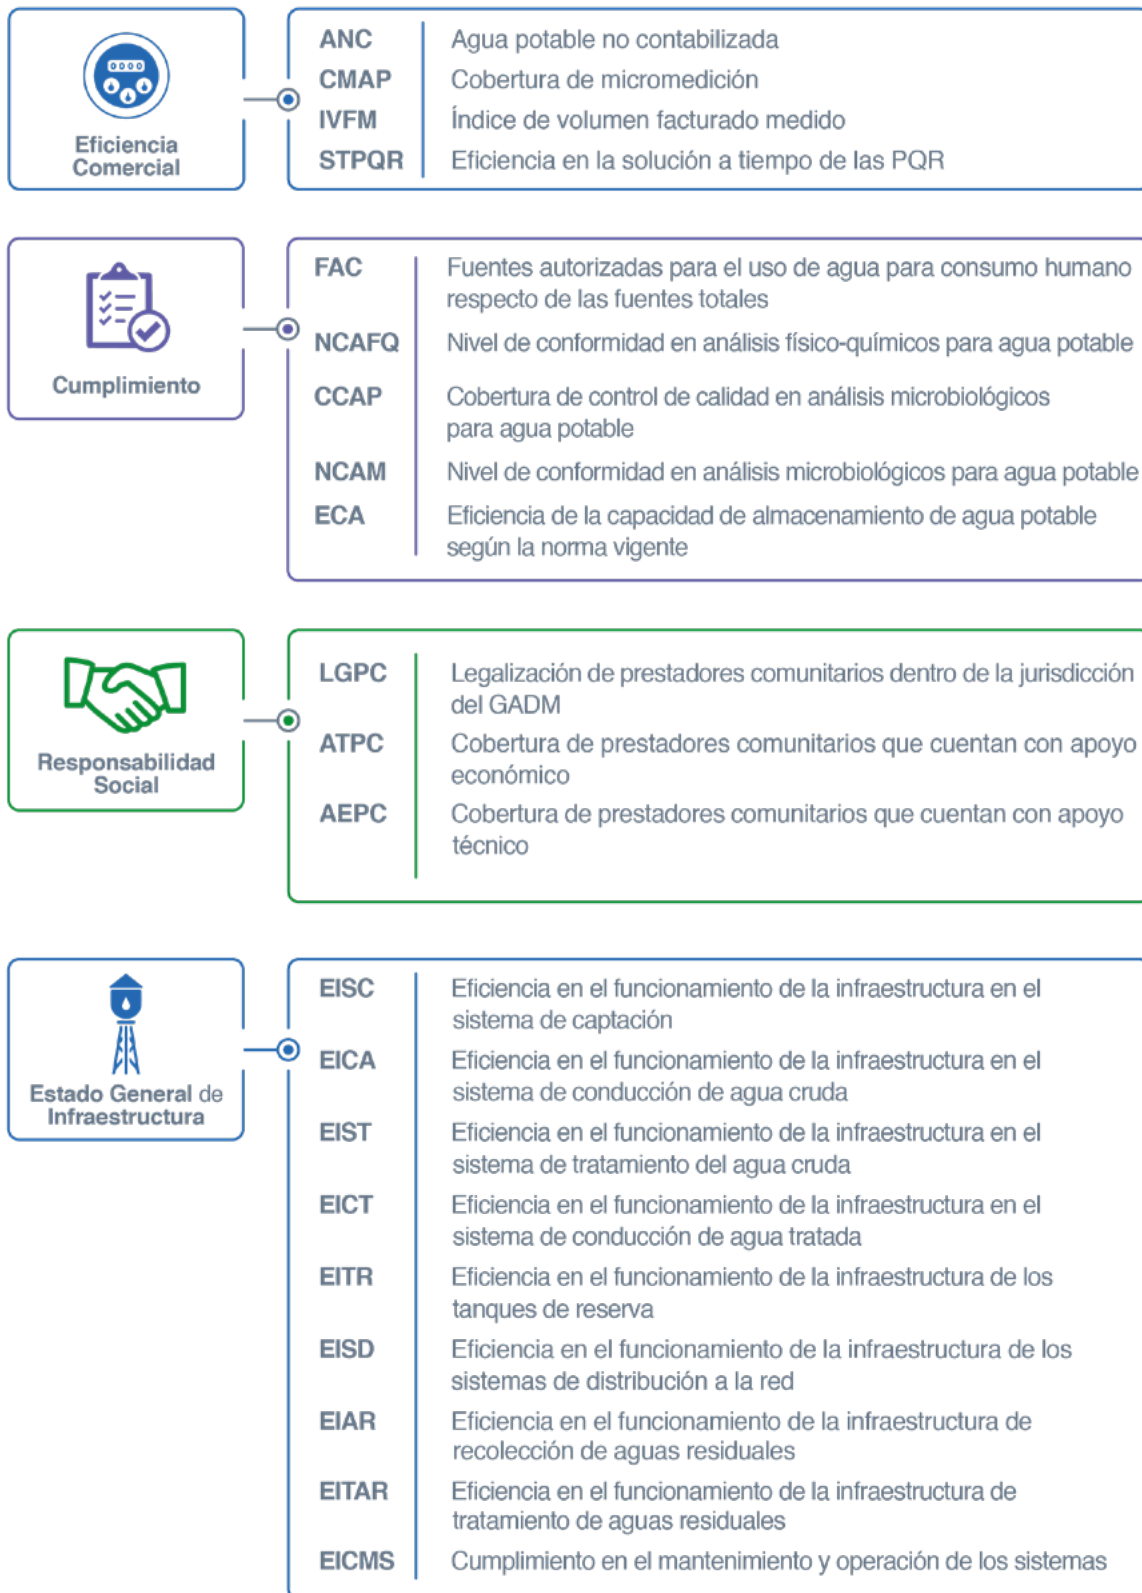 0000
Eficiencia
Comercial
ANC Agua potable no contabilizada
CMAP Cobertura de micromedición
IVFM Índice de volumen facturado medido
STPQR Eficiencia en la solución a tiempo de las PQR
Cumplimiento
FAC Fuentes autorizadas para el uso de agua para consumo humano
respecto de las fuentes totales
NCAFQ Nivel de conformidad en análisis físico-químicos para agua potable
CCAP Cobertura de control de calidad en análisis microbiológicos
para agua potable
NCAM Nivel de conformidad en análisis microbiológicos para agua potable
ECA Eficiencia de la capacidad de almacenamiento de agua potable
según la norma vigente
Responsabilidad
Social
LGPC Legalización de prestadores comunitarios dentro de la jurisdicción
del GADM
ATPC Cobertura de prestadores comunitarios que cuentan con apoyo
económico
AEPC Cobertura de prestadores comunitarios que cuentan con apoyo
técnico
Estado General de
Infraestructura
EISC Eficiencia en el funcionamiento de la infraestructura en el
sistema de captación
EICA Eficiencia en el funcionamiento de la infraestructura en el
sistema de conducción de agua cruda
EIST Eficiencia en el funcionamiento de la infraestructura en el
sistema de tratamiento del agua cruda
EICT Eficiencia en el funcionamiento de la infraestructura en el
sistema de conducción de agua tratada
EITR Eficiencia en el funcionamiento de la infraestructura de los
tanques de reserva
EISD Eficiencia en el funcionamiento de la infraestructura de los
sistemas de distribución a la red
EIAR Eficiencia en el funcionamiento de la infraestructura de
recolección de aguas residuales
EITAR Eficiencia en el funcionamiento de la infraestructura de
tratamiento de aguas residuales
EICMS Cumplimiento en el mantenimiento y operación de los sistemas